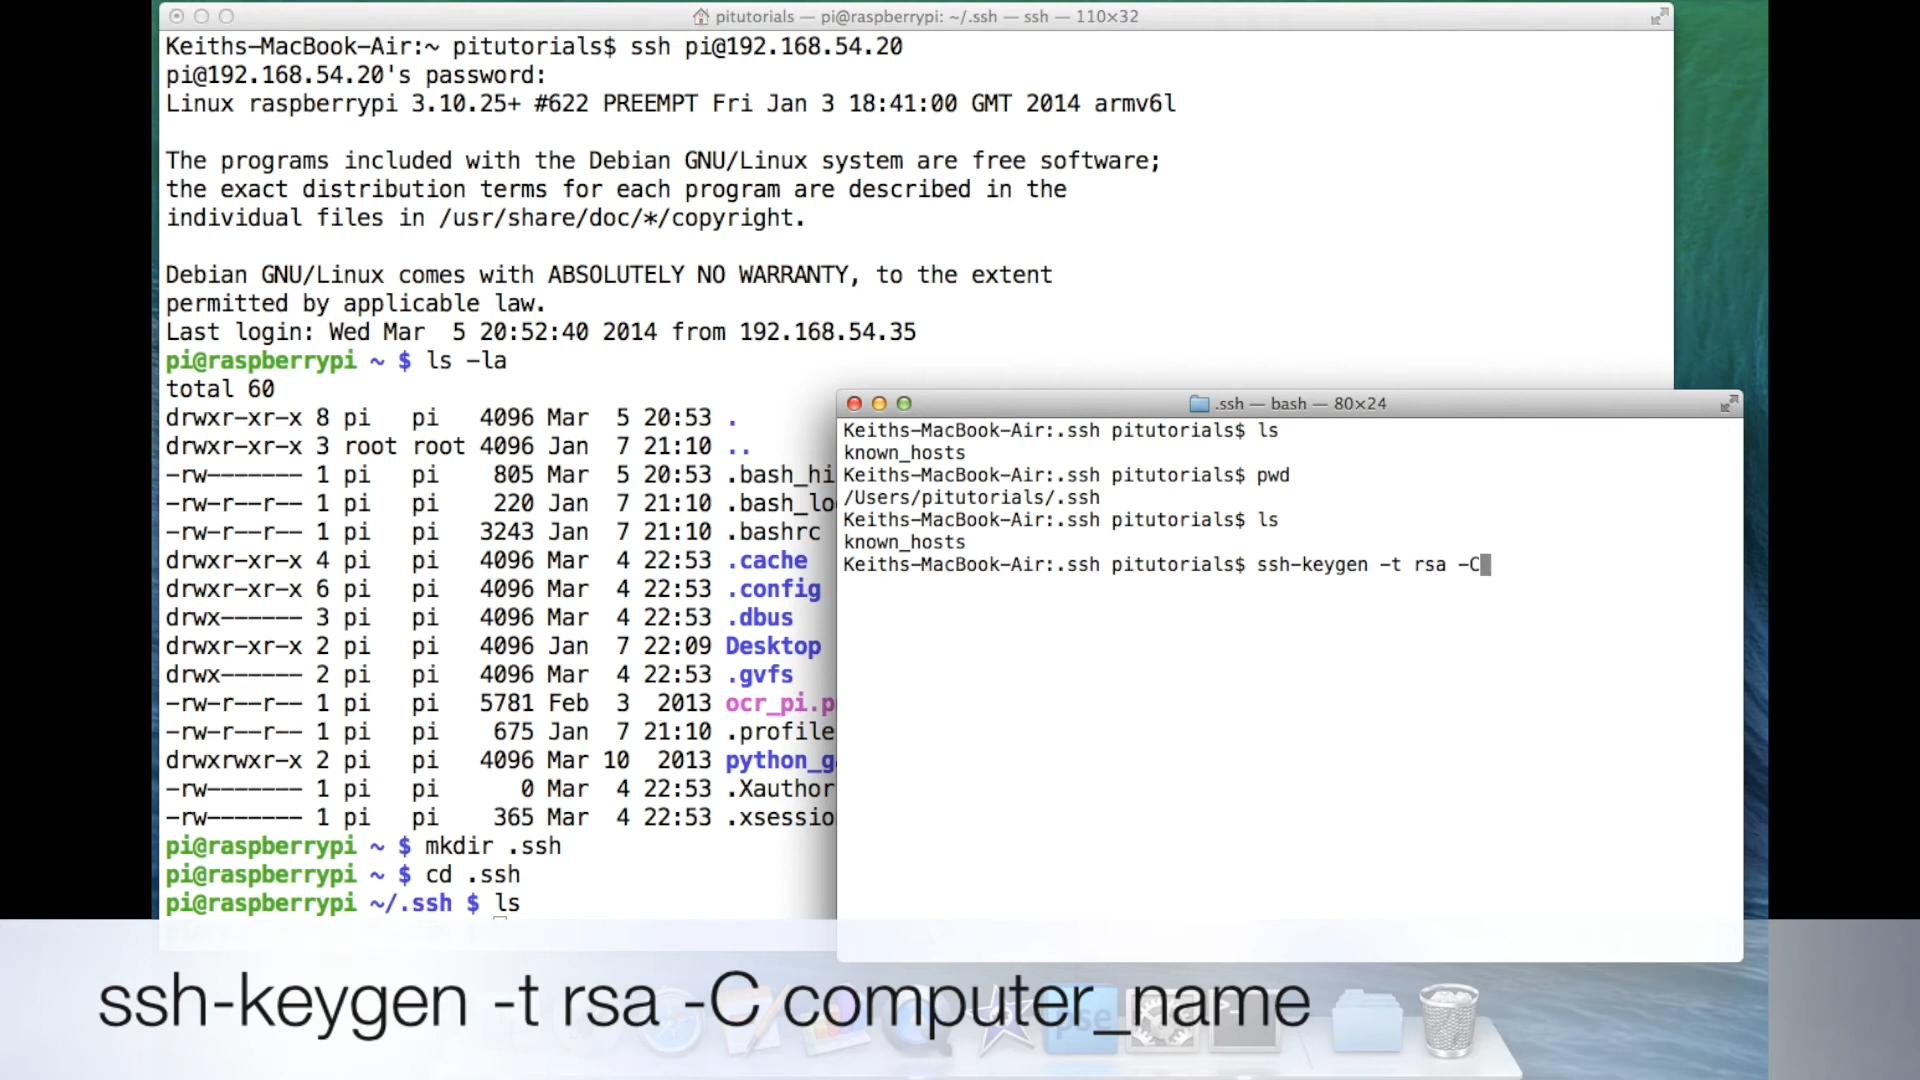 pitutorials — pi@raspberrypi: ~/.ssh — ssh — 110×32
Keiths-MacBook-Air:~ pitutorials$ ssh pi@192.168.54.20
pi@192.168.54.20's password:
Linux raspberrypi 3.10.25+ #622 PREEMPT Fri Jan 3 18:41:00 GMT 2014 armv6l
The programs included with the Debian GNU/Linux system are free software;
the exact distribution terms for each program are described in the
individual files in /usr/share/doc/*/copyright.
Debian GNU/Linux comes with ABSOLUTELY NO WARRANTY, to the extent
permitted by applicable law.
Last login: Wed Mar  5 20:52:40 2014 from 192.168.54.35
pi@raspberrypi ~ $ ls -la
total 60
drwxr-xr-x 8 pi   pi   4096 Mar  5 20:53 .
drwxr-xr-x 3 root root 4096 Jan  7 21:10 ..
-rw------- 1 pi   pi    805 Mar  5 20:53 .bash_hi
-rw-r--r-- 1 pi   pi    220 Jan  7 21:10 .bash_lo
-rw-r--r-- 1 pi   pi   3243 Jan  7 21:10 .bashrc
drwxr-xr-x 4 pi   pi   4096 Mar  4 22:53 .cache
drwxr-xr-x 6 pi   pi   4096 Mar  4 22:53 .config
drwx------ 3 pi   pi   4096 Mar  4 22:53 .dbus
drwxr-xr-x 2 pi   pi   4096 Jan  7 22:09 Desktop
drwx------ 2 pi   pi   4096 Mar  4 22:53 .gvfs
-rw-r--r-- 1 pi   pi   5781 Feb  3  2013 ocr_pi.p
-rw-r--r-- 1 pi   pi    675 Jan  7 21:10 .profile
drwxrwxr-x 2 pi   pi   4096 Mar 10  2013 python_ga
-rw------- 1 pi   pi      0 Mar  4 22:53 .Xauthor
-rw------- 1 pi   pi    365 Mar  4 22:53 .xsessio
pi@raspberrypi ~ $ mkdir .ssh
pi@raspberrypi ~ $ cd .ssh
pi@raspberrypi ~/.ssh $ ls
.ssh — bash — 80×24
Keiths-MacBook-Air:.ssh pitutorials$ ls
known_hosts
Keiths-MacBook-Air:.ssh pitutorials$ pwd
/Users/pitutorials/.ssh
Keiths-MacBook-Air:.ssh pitutorials$ ls
known_hosts
Keiths-MacBook-Air:.ssh pitutorials$ ssh-keygen -t rsa -C
ssh-keygen -t rsa -C computer_name